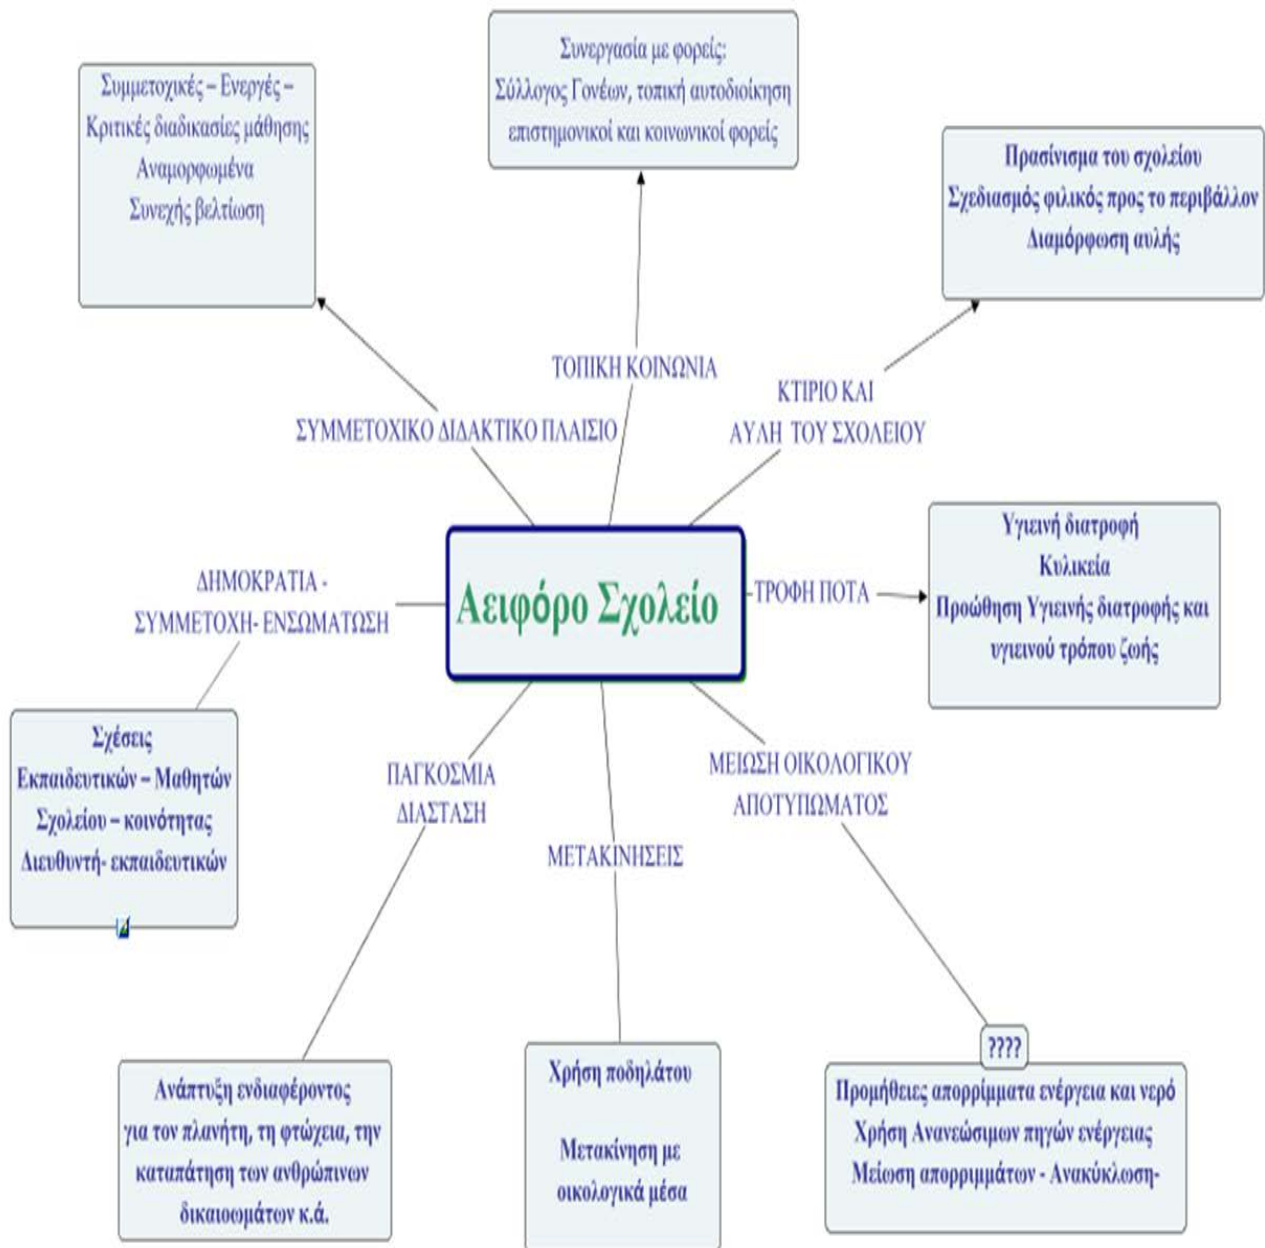 Συνεργασία με φορείς:
Σύλλογος Γονέων, τοπική αυτοδιοίκηση
επιστημονικοί και κοινωνικοί φορείς
Συμμετοχικές – Ενεργές –
Κριτικές διαδικασίες μάθησης
Αναμορφωμένα
Συνεχής βελτίωση
Πρασίνισμα του σχολείου
Σχεδιασμός φιλικός προς το περιβάλλον
Διαμόρφωση αυλής
ΤΟΠΙΚΗ ΚΟΙΝΩΝΙΑ
ΚΤΙΡΙΟ ΚΑΙ
ΑΥΛΗ ΤΟΥ ΣΧΟΛΕΙΟΥ
ΣΥΜΜΕΤΟΧΙΚΟ ΔΙΔΑΚΤΙΚΟ ΠΛΑΙΣΙΟ
Υγιεινή διατροφή
Κυλικεία
Προώθηση Υγιεινής διατροφής και
υγιεινού τρόπου ζωής
ΔΗΜΟΚΡΑΤΙΑ -
ΣΥΜΜΕΤΟΧΗ- ΕΝΣΩΜΑΤΩΣΗ
Αειφόρο Σχολείο
ΤΡΟΦΗ ΠΟΤΑ
Σχέσεις
Εκπαιδευτικών – Μαθητών
Σχολείου – κοινότητας
Διευθυντή- εκπαιδευτικών
ΠΑΓΚΟΣΜΙΑ
ΔΙΑΣΤΑΣΗ
ΜΕΤΑΚΙΝΗΣΕΙΣ
ΜΕΙΩΣΗ ΟΙΚΟΛΟΓΙΚΟΥ
ΑΠΟΤΥΠΩΜΑΤΟΣ
Ανάπτυξη ενδιαφέροντος
για τον πλανήτη, τη φτώχεια, την
καταπάτηση των ανθρώπινων
δικαιοωμάτων κ.ά.
Χρήση ποδηλάτου
Μετακίνηση με
οικολογικά μέσα
????
Προμήθειες απορρίμματα ενέργεια και νερό
Χρήση Ανανεώσιμων πηγών ενέργειας
Μείωση απορριμμάτων - Ανακύκλωση-